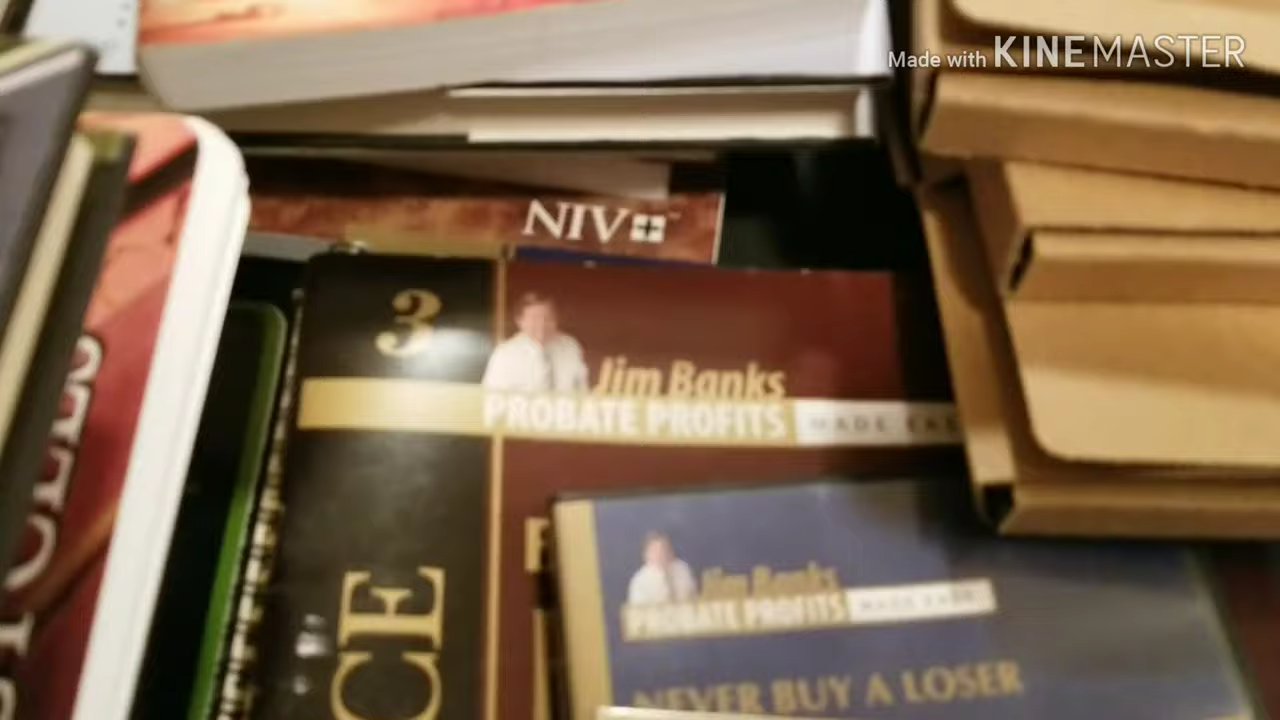 Made with KINEMASTER
NIV
3
Jim Banks
PROBATE PROFITS MADE EAS
CE
Jim Banks
PROBATE PROFITS MADE EASY
NEVER BUY A LOSER